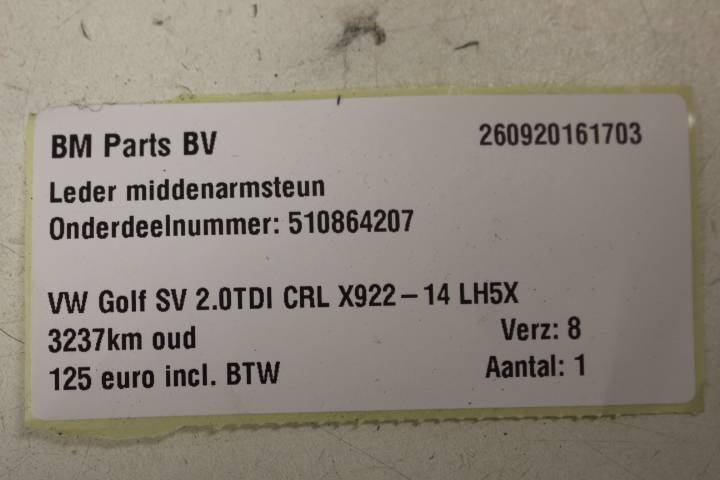 BM Parts BV 260920161703
Leder middenarmsteun
Onderdeelnummer: 510864207
VW Golf SV 2.0TDI CRL X922-14 LH5X
3237km oud Verz: 8
125 euro incl. BTW Aantal: 1